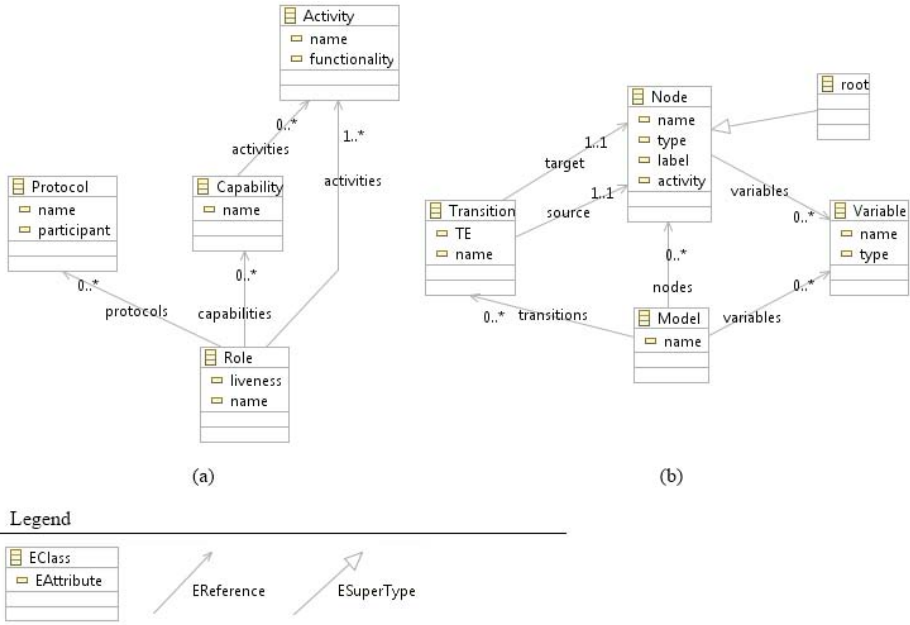 Activity
name
functionality
0..*
activities
1..*
activities
Protocol
name
participant
Capability
name
0..*
protocols
0..*
capabilities
Role
liveness
name
(a)
Node
name
type
label
activity
root
1..1
target
1..1
source
Transition
TE
name
variables
0..*
Variable
name
type
0..*
nodes
0..*
transitions
Model
name
0..*
variables
(b)
Legend
EClass
EAttribute
EReference
ESuperType